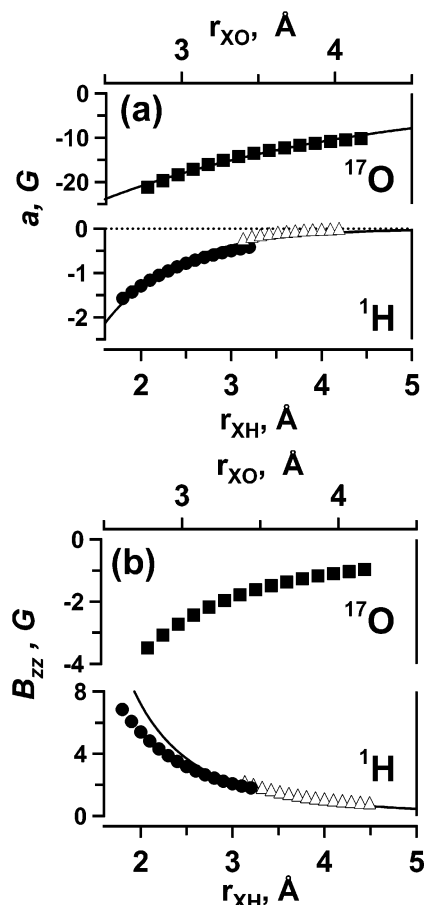 r_XO, Å
3 4
(a)
0
-10
-20
¹⁷O
a, G
0
-1
-2
¹H
2 3 4 5
r_XH, Å
r_XO, Å
3 4
(b)
0
-2
-4
¹⁷O
B_zz, G
8
4
0
¹H
2 3 4 5
r_XH, Å